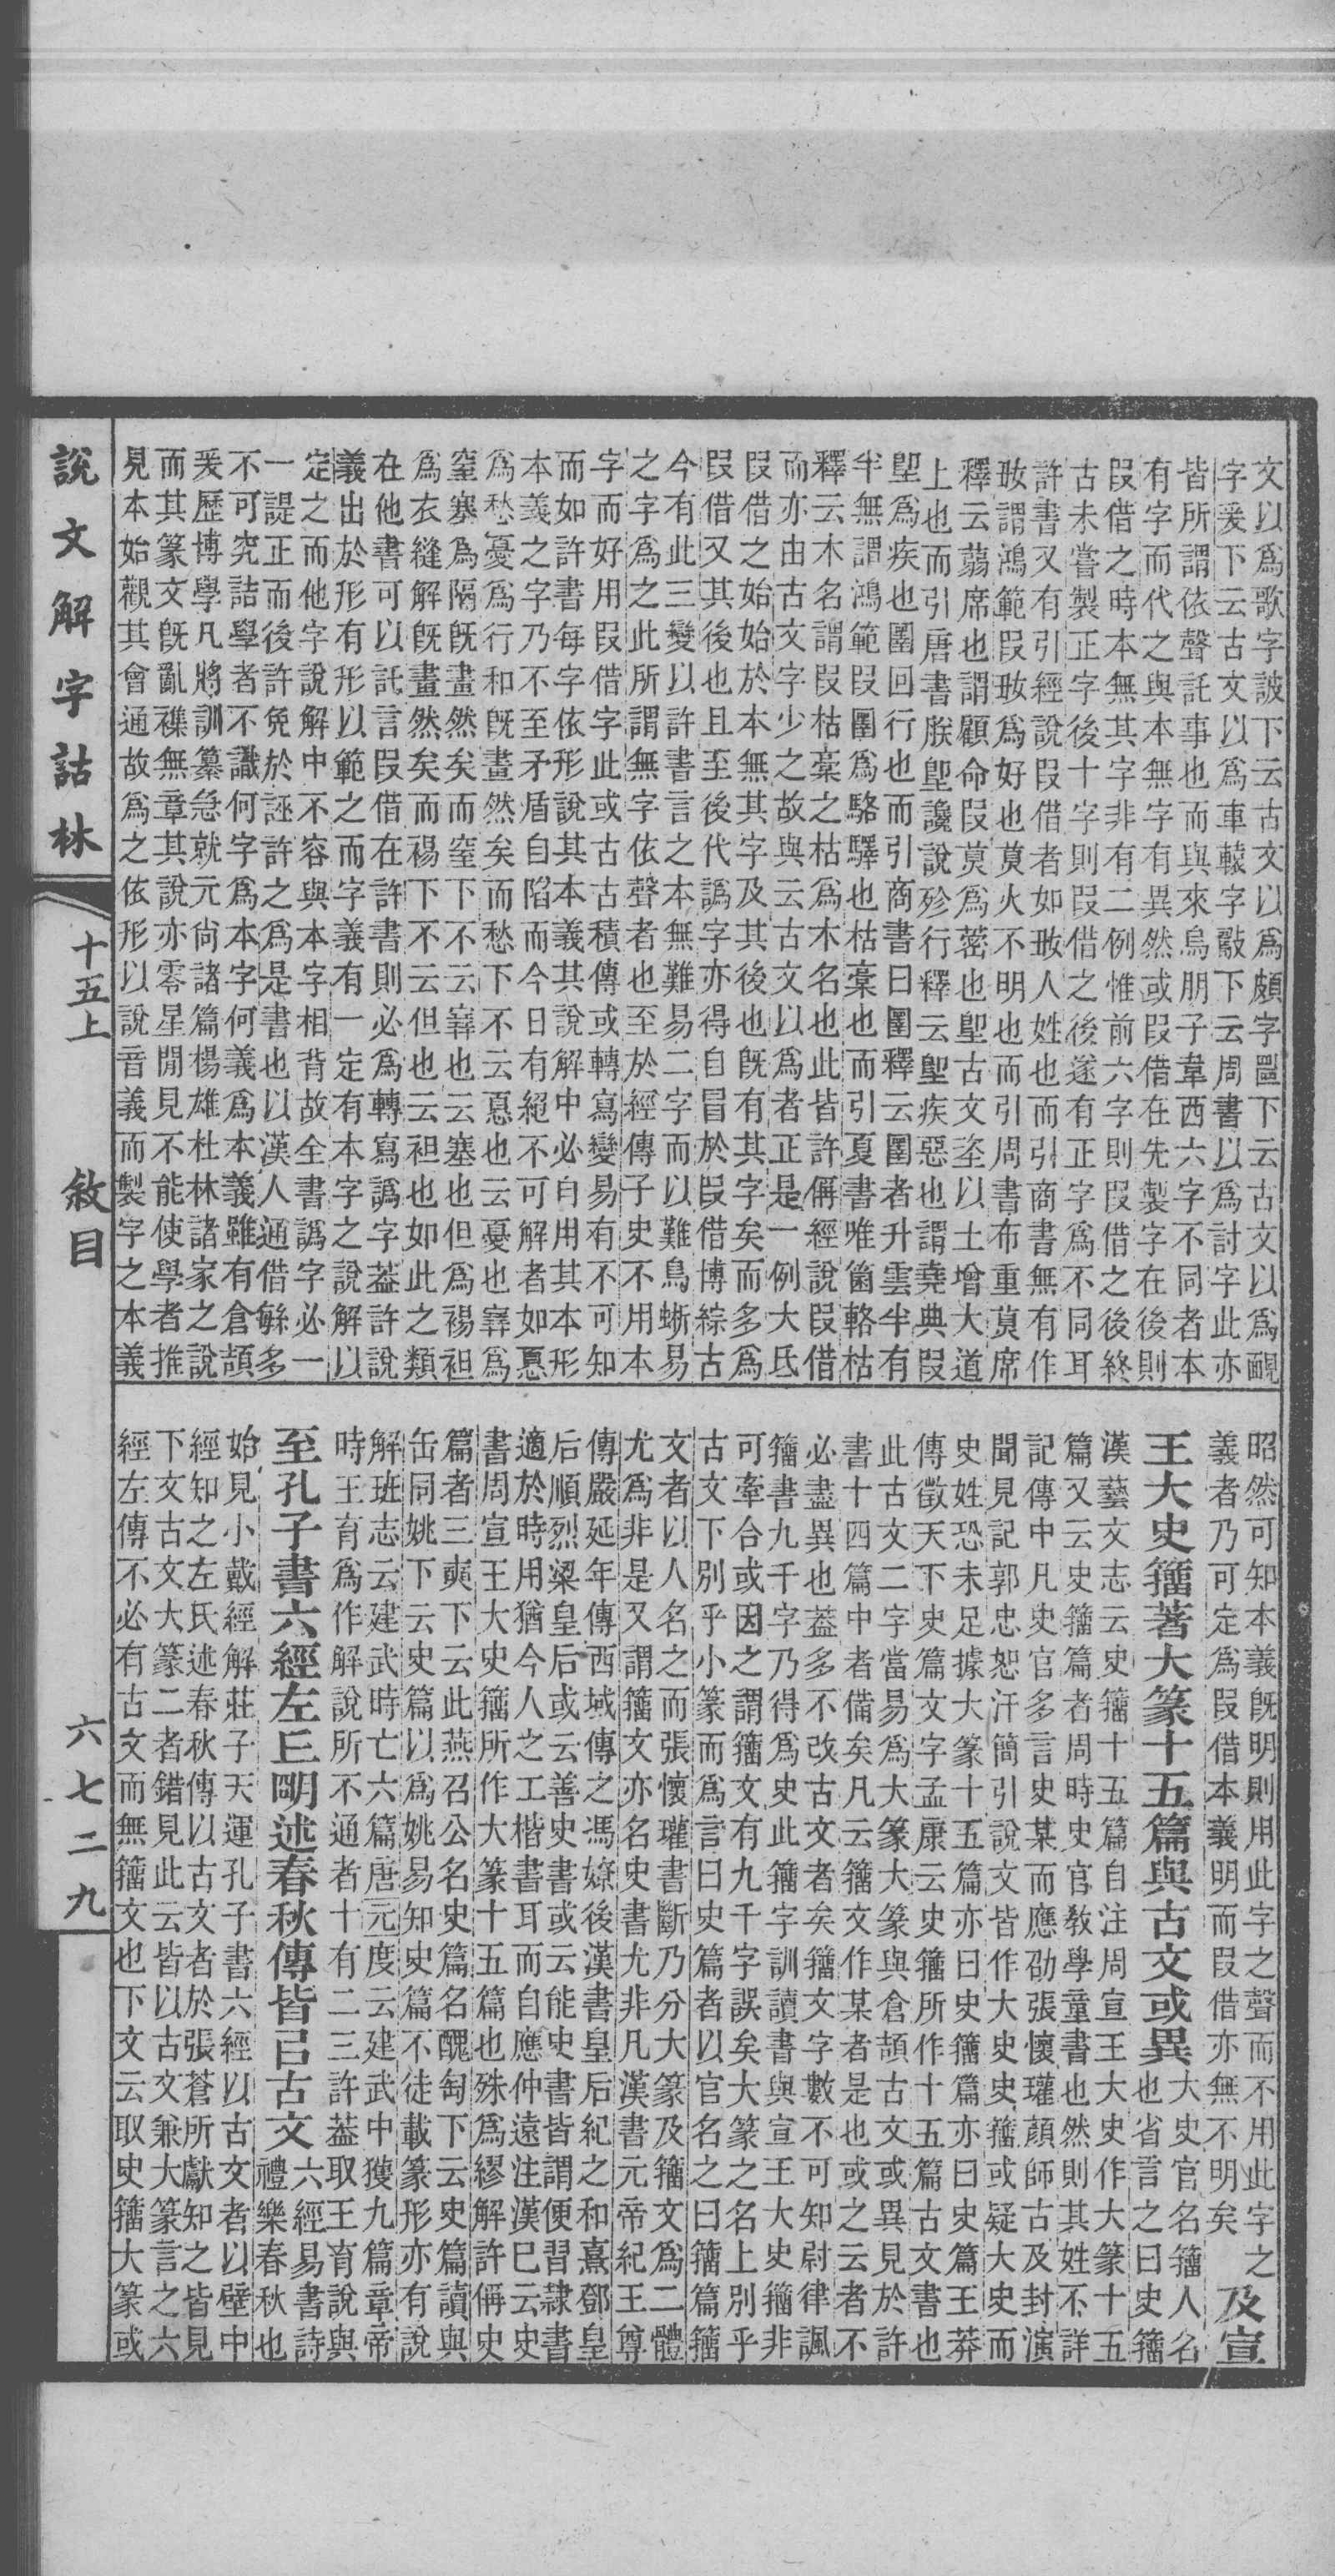 文以爲歌字詖下云古文以爲頗字𡇒下云古文以爲靦
字爰下云古文以爲車轅字敺下云周書以爲討字此亦
皆所謂依聲託事也而與來烏朋子韋西六字不同者本
有字而代之與本無字有異然或叚借在先製字在後則
叚借之時本無其字非有二例惟前六字則叚借之後終
古未嘗製正字後十字則叚借之後遂有正字爲不同耳
許書又有引經說叚借者如𡚽人姓也而引商書無有作
𡚽謂鴻範叚𡚽爲好也莫火不明也而引周書布重莫席
釋云蒻席也謂顧命叚莫爲蔤也堲古文垐以土增大道
上也而引唐書朕堲讒說殄行釋云堲疾惡也謂堯典叚
堲爲疾也圛回行也而引商書曰圛釋云圛者升雲半有
半無謂鴻範叚圛爲駱驛也枯槀也而引夏書唯箘輅枯
釋云木名謂叚枯槀之枯爲木名也此皆許偁經說叚借
而亦由古文字少之故與云古文以爲者正是一例大氐
叚借之始始於本無其字及其後也旣有其字矣而多爲
叚借又其後也且至後代譌字亦得自冒於叚借博綜古
今有此三變以許書言之本無難易二字而以難鳥蜥易
之字爲之此所謂無字依聲者也至於經傳子史不用本
字而好用叚借字此或古古積傳或轉寫變易有不可知
而如許書每字依形說其本義其說解中必自用其本形
本義之字乃不至矛盾自陷而今日有絕不可解者如㥑
爲愁憂爲行和旣畫然矣而愁下不云㥑也云憂也𡫳爲
窒塞爲隔旣畫然矣而窒下不云𡫳也云塞也但爲裼袒
爲衣縫解旣畫然矣而裼下不云但也云袒也如此之類
在他書可以託言叚借在許書則必爲轉寫譌字葢許說
義出於形有形以範之而字義有一定有本字之說解以
定之而他字說解中不容與本字相背故全書譌字必一
一諟正而後許免於誣許之爲是書也以漢人通借緐多
不可究詰學者不識何字爲本字何義爲本義雖有倉頡
爰歷博學凡將訓纂急就元尙諸篇楊雄杜林諸家之說
而其篆文旣亂襍無章其說亦零星閒見不能使學者推
見本始觀其會通故爲之依形以說音義而製字之本義
昭然可知本義旣明則用此字之聲而不用此字之
義者乃可定爲叚借本義明而叚借亦無不明矣 及宣
王大史籒著大篆十五篇與古文或異大史官名籒人名
也省言之曰史籒
漢藝文志云史籒十五篇自注周宣王大史作大篆十五
篇又云史籒篇者周時史官敎學童書也然則其姓不詳
記傳中凡史官多言史某而應劭張懷瓘顔師古及封演
聞見記郭忠恕汗簡引說文皆作大史史籒或疑大史而
史姓恐未足據大篆十五篇亦曰史籒篇亦曰史篇王莽
傳徵天下史篇文字孟康云史籒所作十五篇古文書也
此古文二字當易爲大篆大篆與倉頡古文或異見於許
書十四篇中者備矣凡云籒文作某者是也或之云者不
必盡異也葢多不改古文者矣籒文字數不可知尉律諷
籒書九千字乃得爲史此籒字訓讀書與宣王大史籒非
可牽合或因之謂籒文有九千字誤矣大篆之名上別乎
古文下別乎小篆而爲言曰史篇者以官名之曰籒篇籒
文者以人名之而張懷瓘書斷乃分大篆及籒文爲二體
尤爲非是又謂籒文亦名史書尤非凡漢書元帝紀王尊
傳嚴延年傳西域傳之馮嫽後漢書皇后紀之和熹鄧皇
后順烈梁皇后或云善史書或云能史書皆謂便習隸書
適於時用猶今人之工楷書耳而自應仲遠注漢巳云史
書周宣王大史籒所作大篆十五篇也殊爲繆解許偁史
篇者三奭下云此燕召公名史篇名醜匋下云史篇讀與
缶同姚下云史篇以爲姚易知史篇不徒載篆形亦有說
解班志云建武時亡六篇唐元度云建武中獲九篇章帝
時王育爲作解說所不通者十有二三許葢取王育說與
至孔子書六經左丘朙述春秋傳皆已古文六經易書詩
禮樂春秋也
始見小戴經解莊子天運孔子書六經以古文者以壁中
經知之左氏述春秋傳以古文者於張蒼所獻知之皆見
下文古文大篆二者錯見此云皆以古文兼大篆言之六
經左傳不必有古文而無籒文也下文云取史籒大篆或
說文解字詁林
十五上
敘目
六七二九